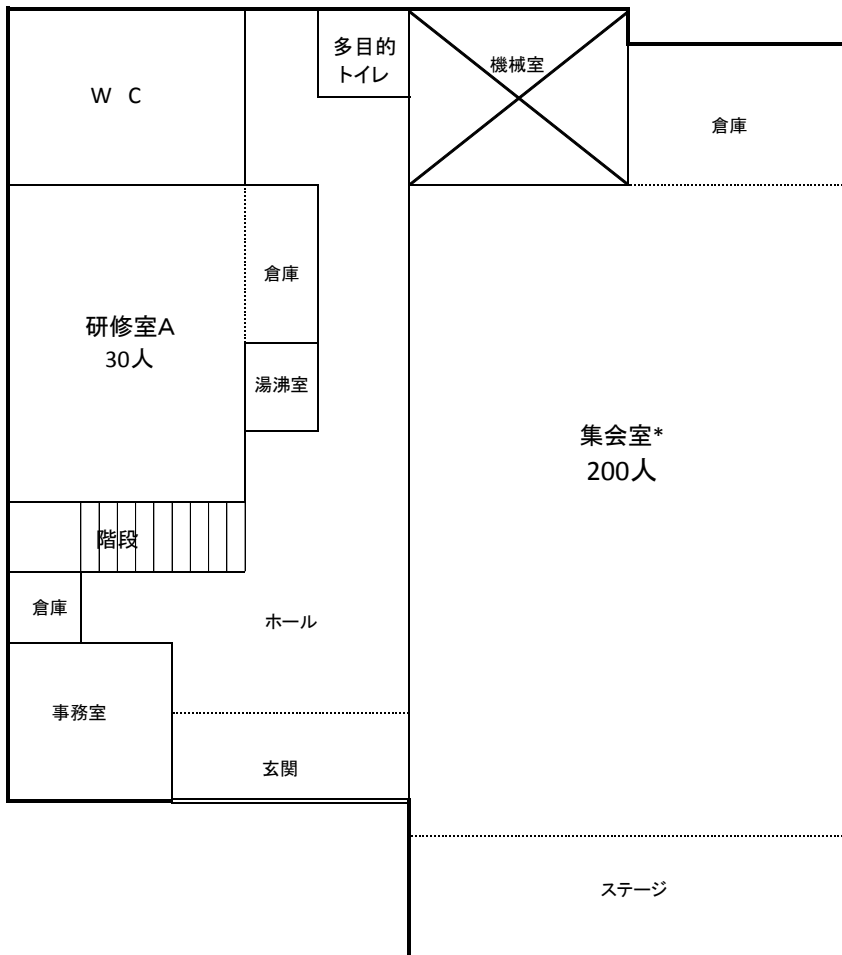 多目的
トイレ
機械室
W C
倉庫
倉庫
研修室A
30人
湯沸室
集会室*
200人
階段
倉庫
ホール
事務室
玄関
ステージ